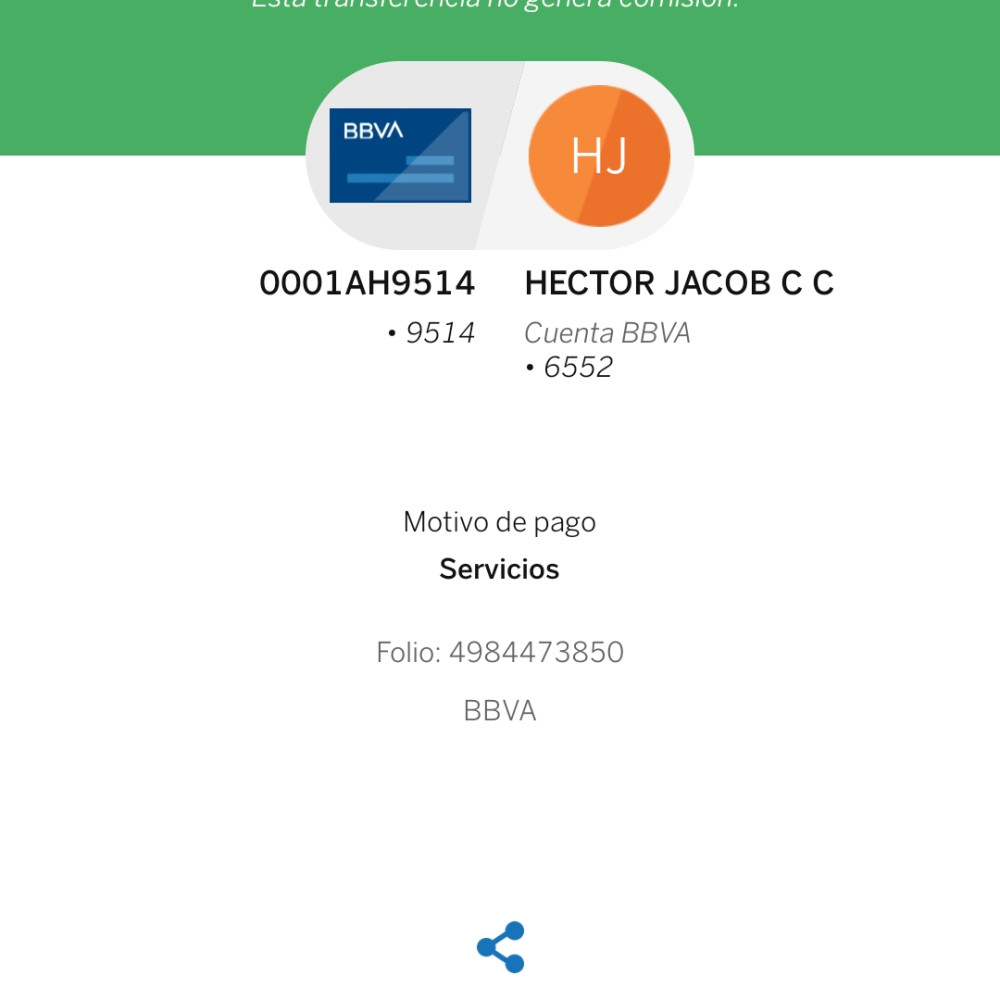 Esta transferencia no genera comisión.
BBVA
HJ
0001AH9514
• 9514
HECTOR JACOB C C
Cuenta BBVA
• 6552
Motivo de pago
Servicios
Folio: 4984473850
BBVA